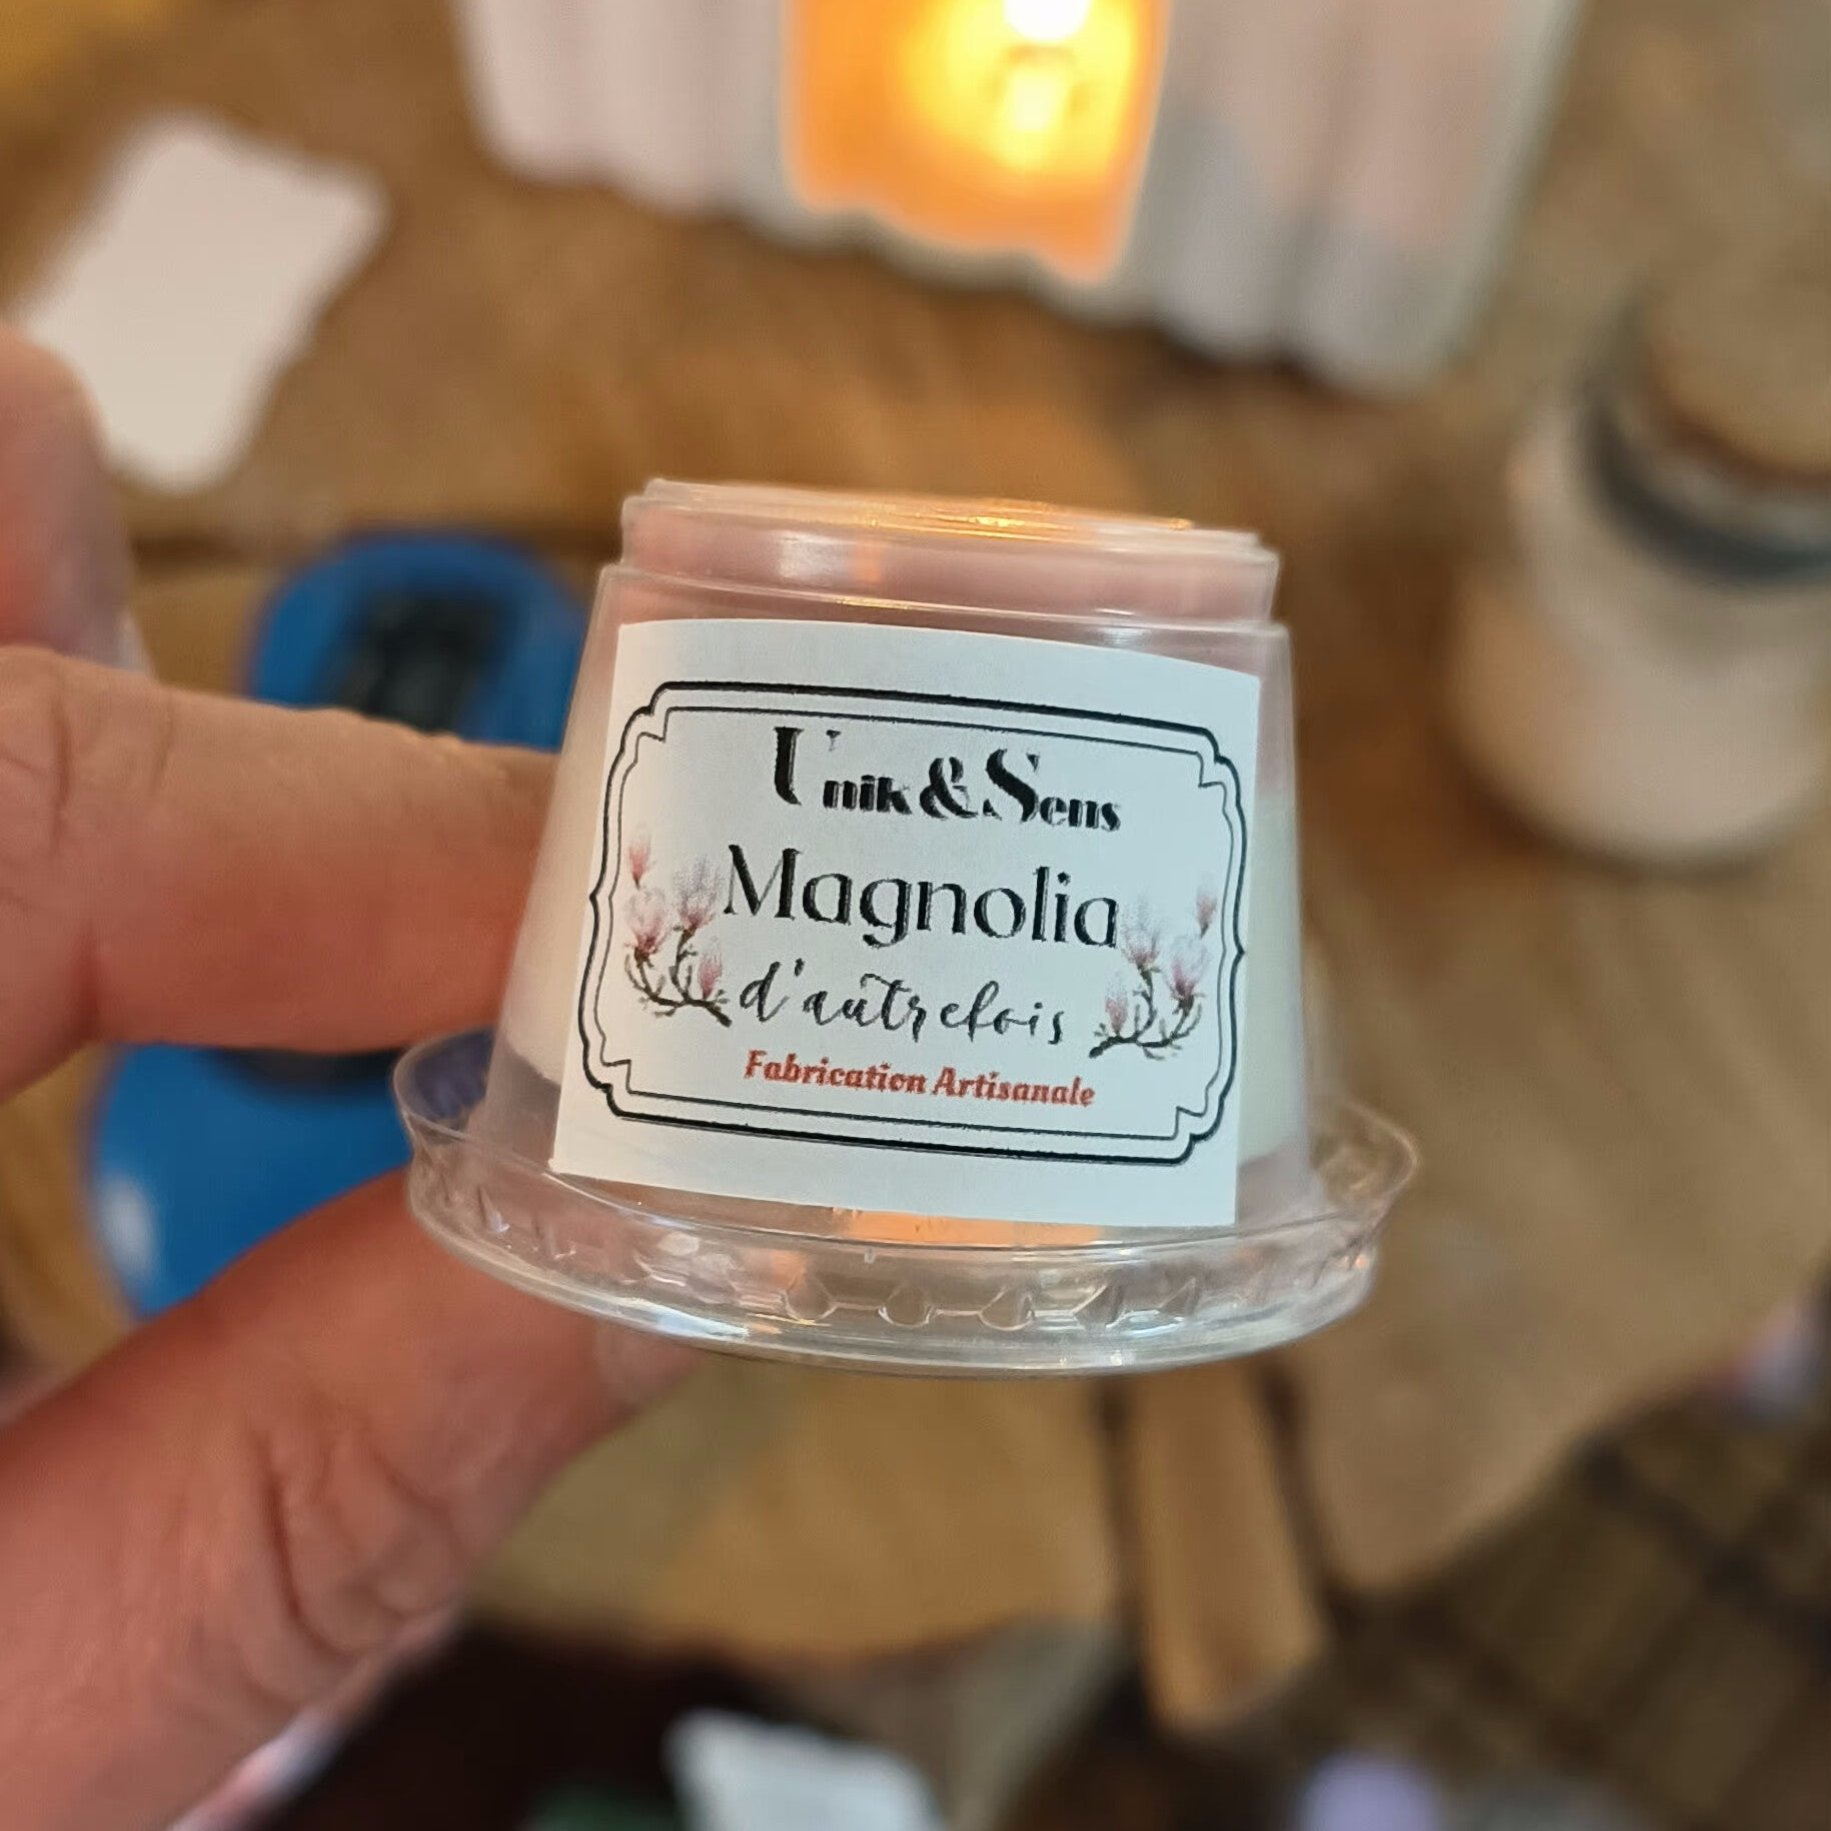 Unik & Sens
Magnolia
d'autrefois
Fabrication Artisanale